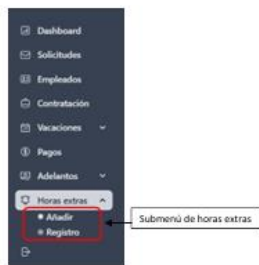 Dashboard
Solicitudes
Empleados
Contratación
Vacaciones
Pagos
Adelantos
Horas extras
Añadir
Registro
Submenú de horas extras